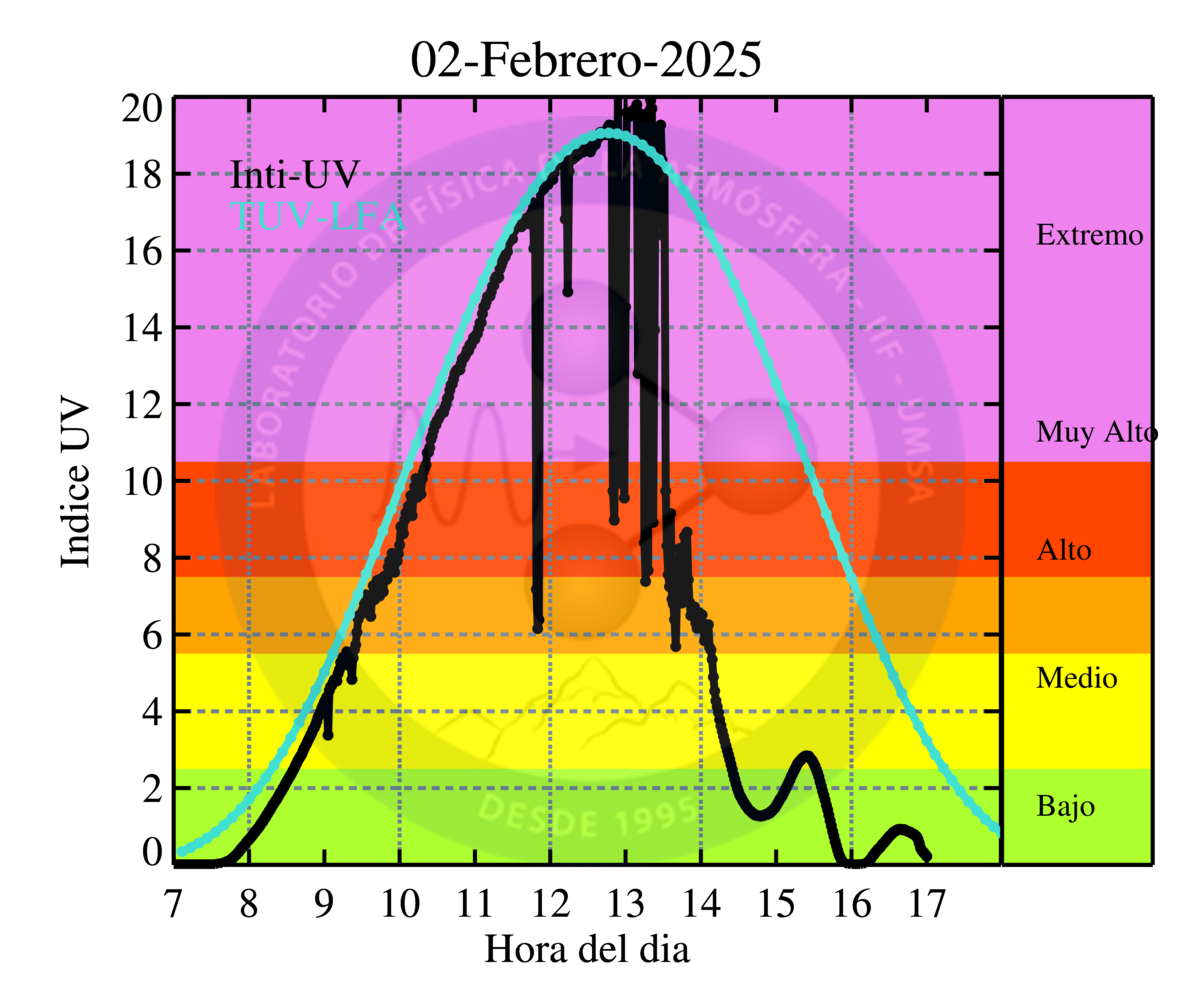 02-Febrero-2025
Inti-UV
TUV-LFA
LABORATORIO DE FÍSICA DE LA ATMÓSFERA - IIF - UMSA
DESDE 1995
Indice UV
20
18
16
14
12
10
8
6
4
2
0
Extremo
Muy Alto
Alto
Medio
Bajo
7 8 9 10 11 12 13 14 15 16 17
Hora del dia